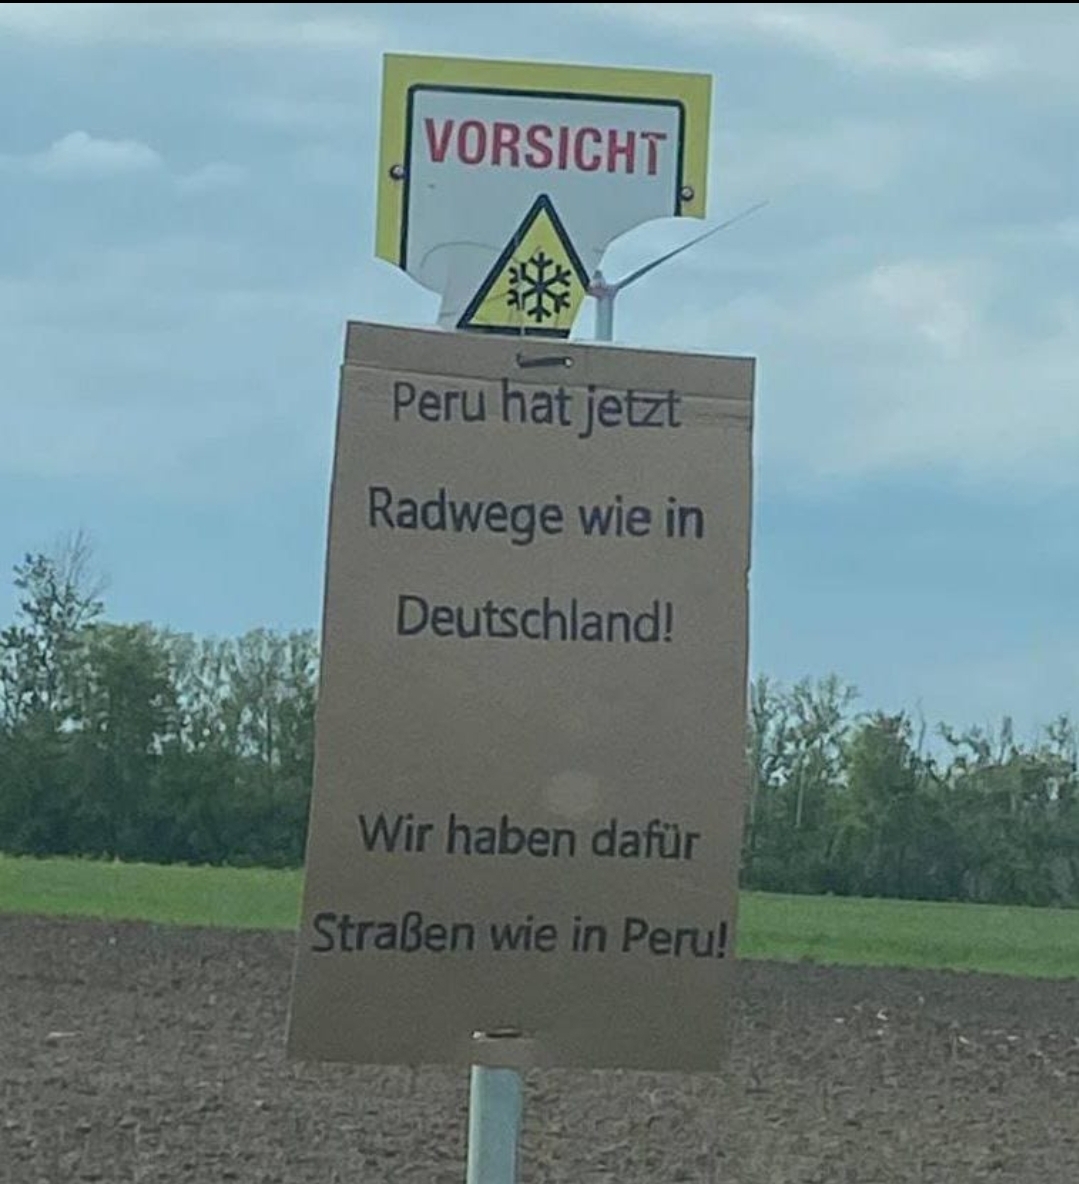 VORSICHT
Peru hat jetzt
Radwege wie in
Deutschland!
Wir haben dafür
Straßen wie in Peru!